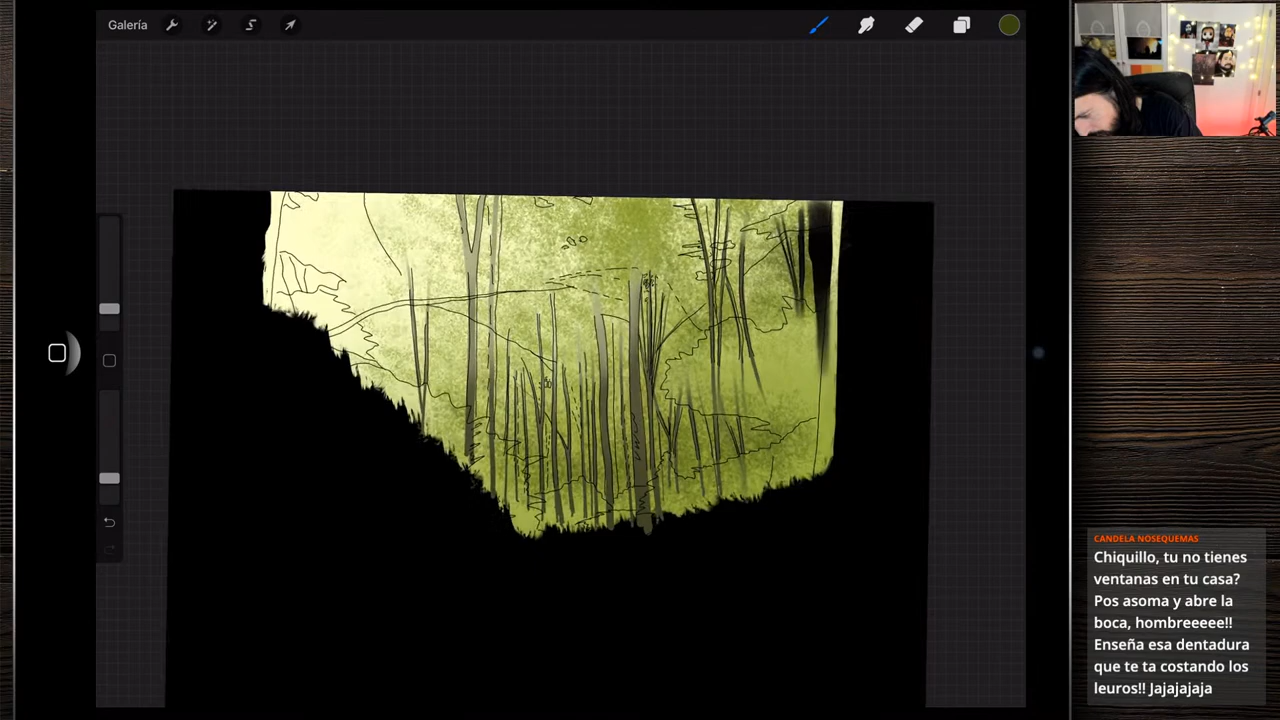 Galería
CANDELA NOSEQUEMAS
Chiquillo, tu no tienes
ventanas en tu casa?
Pos asoma y abre la
boca, hombreeeee!!
Enseña esa dentadura
que te ta costando los
leuros!! Jajajajaja